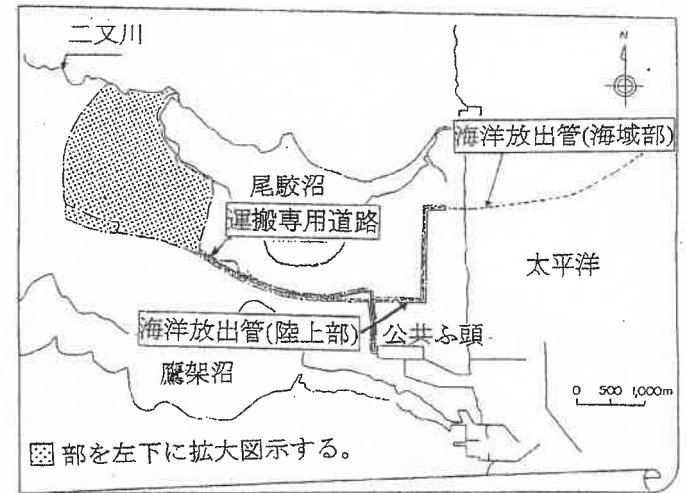 二又川
N
海洋放出管(海域部)
尾駮沼
運搬専用道路
太平洋
海洋放出管(陸上部)
公共ふ頭
鷹架沼
0 500 1,000m
部を左下に拡大図示する。